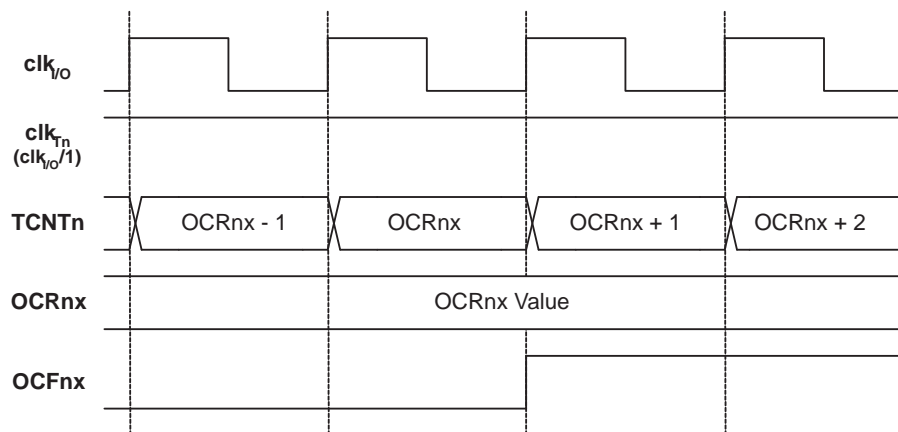 clkI/O
clkTn
(clkI/O/1)
TCNTn OCRnx - 1 OCRnx OCRnx + 1 OCRnx + 2
OCRnx OCRnx Value
OCFnx